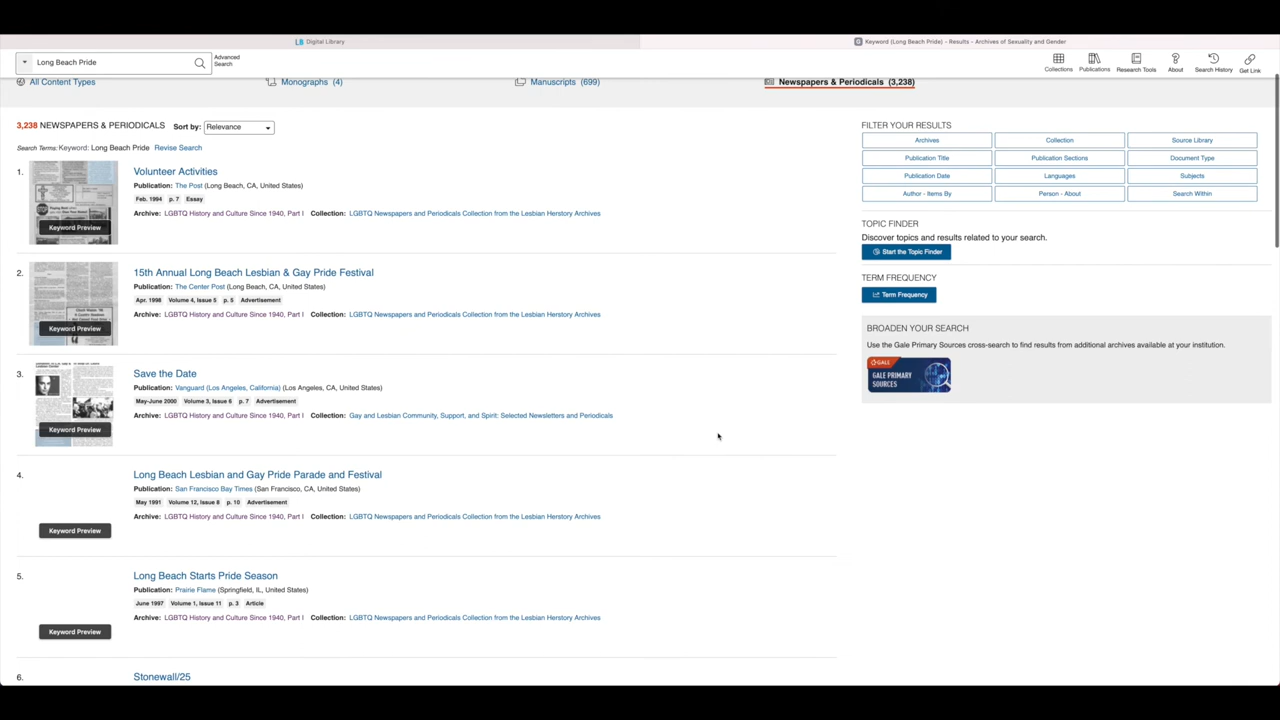 Digital Library
Keyword (Long Beach Pride) - Results - Archives of Sexuality and Gender
Long Beach Pride
Advanced
Search
Collections
Publications
Research Tools
About
Search History
Get Link
All Content Types
Monographs (4)
Manuscripts (699)
Newspapers & Periodicals (3,238)
3,238 NEWSPAPERS & PERIODICALS Sort by: Relevance
Search Terms: Keyword: Long Beach Pride Revise Search
1. Volunteer Activities
Publication: The Post (Long Beach, CA, United States)
Feb. 1994 p. 7 Essay
Archive: LGBTQ History and Culture Since 1940, Part I Collection: LGBTQ Newspapers and Periodicals Collection from the Lesbian Herstory Archives
Keyword Preview
2. 15th Annual Long Beach Lesbian & Gay Pride Festival
Publication: The Center Post (Long Beach, CA, United States)
Apr. 1998 Volume 4, Issue 5 p. 5 Advertisement
Archive: LGBTQ History and Culture Since 1940, Part I Collection: LGBTQ Newspapers and Periodicals Collection from the Lesbian Herstory Archives
Keyword Preview
3. Save the Date
Publication: Vanguard (Los Angeles, California) (Los Angeles, CA, United States)
May-June 2000 Volume 3, Issue 6 p. 7 Advertisement
Archive: LGBTQ History and Culture Since 1940, Part I Collection: Gay and Lesbian Community, Support, and Spirit: Selected Newsletters and Periodicals
Keyword Preview
4. Long Beach Lesbian and Gay Pride Parade and Festival
Publication: San Francisco Bay Times (San Francisco, CA, United States)
May 1991 Volume 12, Issue 8 p. 10 Advertisement
Archive: LGBTQ History and Culture Since 1940, Part I Collection: LGBTQ Newspapers and Periodicals Collection from the Lesbian Herstory Archives
Keyword Preview
5. Long Beach Starts Pride Season
Publication: Prairie Flame (Springfield, IL, United States)
June 1997 Volume 1, Issue 11 p. 3 Article
Archive: LGBTQ History and Culture Since 1940, Part I Collection: LGBTQ Newspapers and Periodicals Collection from the Lesbian Herstory Archives
Keyword Preview
6. Stonewall/25
FILTER YOUR RESULTS
Archives Collection Source Library
Publication Title Publication Sections Document Type
Publication Date Languages Subjects
Author - Items By Person - About Search Within
TOPIC FINDER
Discover topics and results related to your search.
Start the Topic Finder
TERM FREQUENCY
Term Frequency
BROADEN YOUR SEARCH
Use the Gale Primary Sources cross-search to find results from additional archives available at your institution.
GALE
GALE PRIMARY
SOURCES